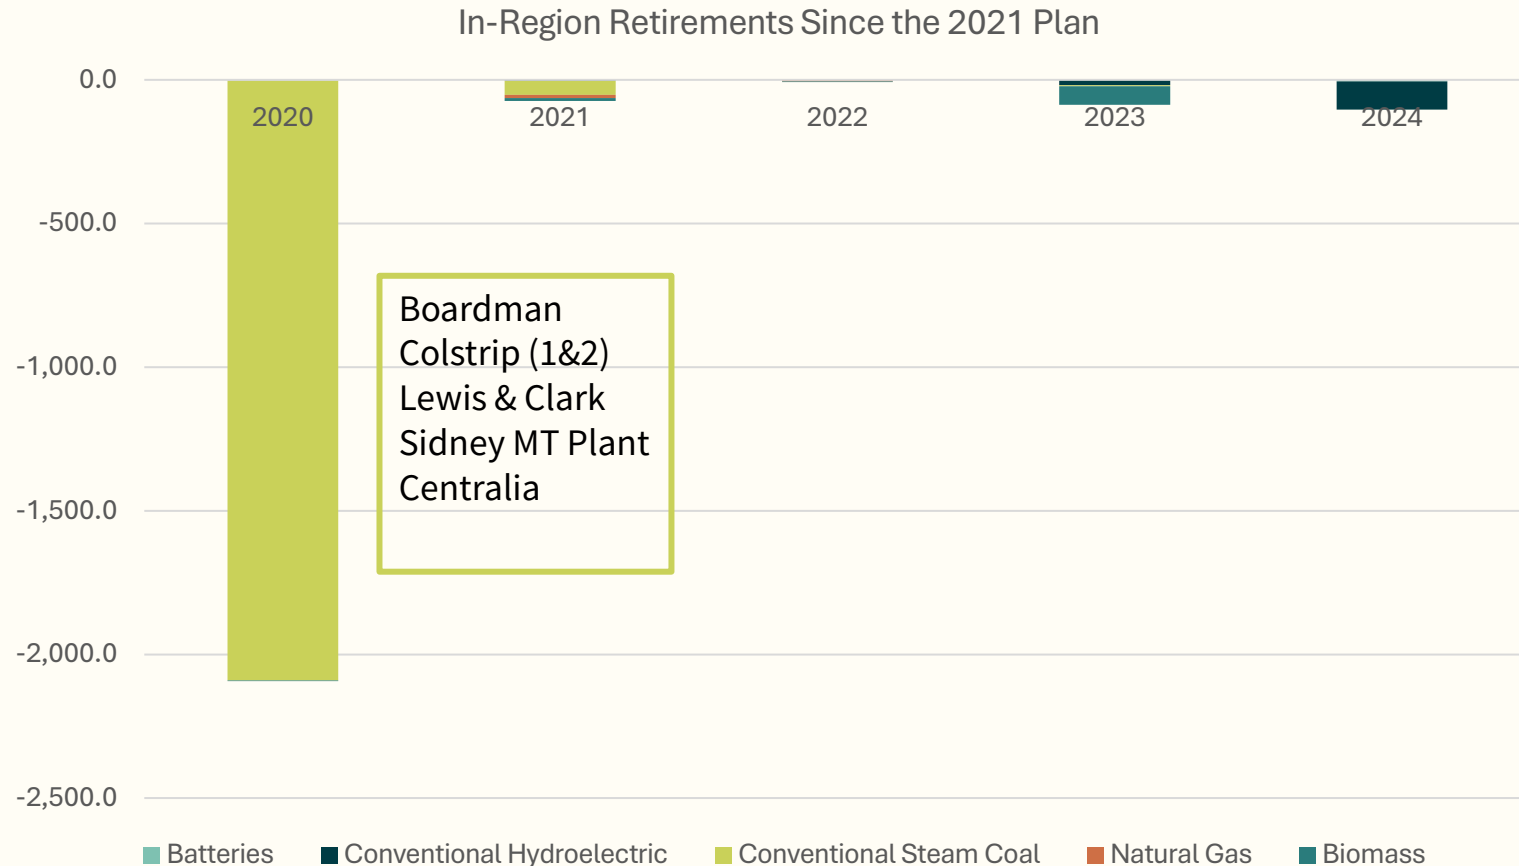 In-Region Retirements Since the 2021 Plan
0.0
2020
2021
2022
2023
2024
-500.0
Boardman
Colstrip (1&2)
Lewis & Clark
Sidney MT Plant
Centralia
-1,000.0
-1,500.0
-2,000.0
-2,500.0
Batteries
Conventional Hydroelectric
Conventional Steam Coal
Natural Gas
Biomass